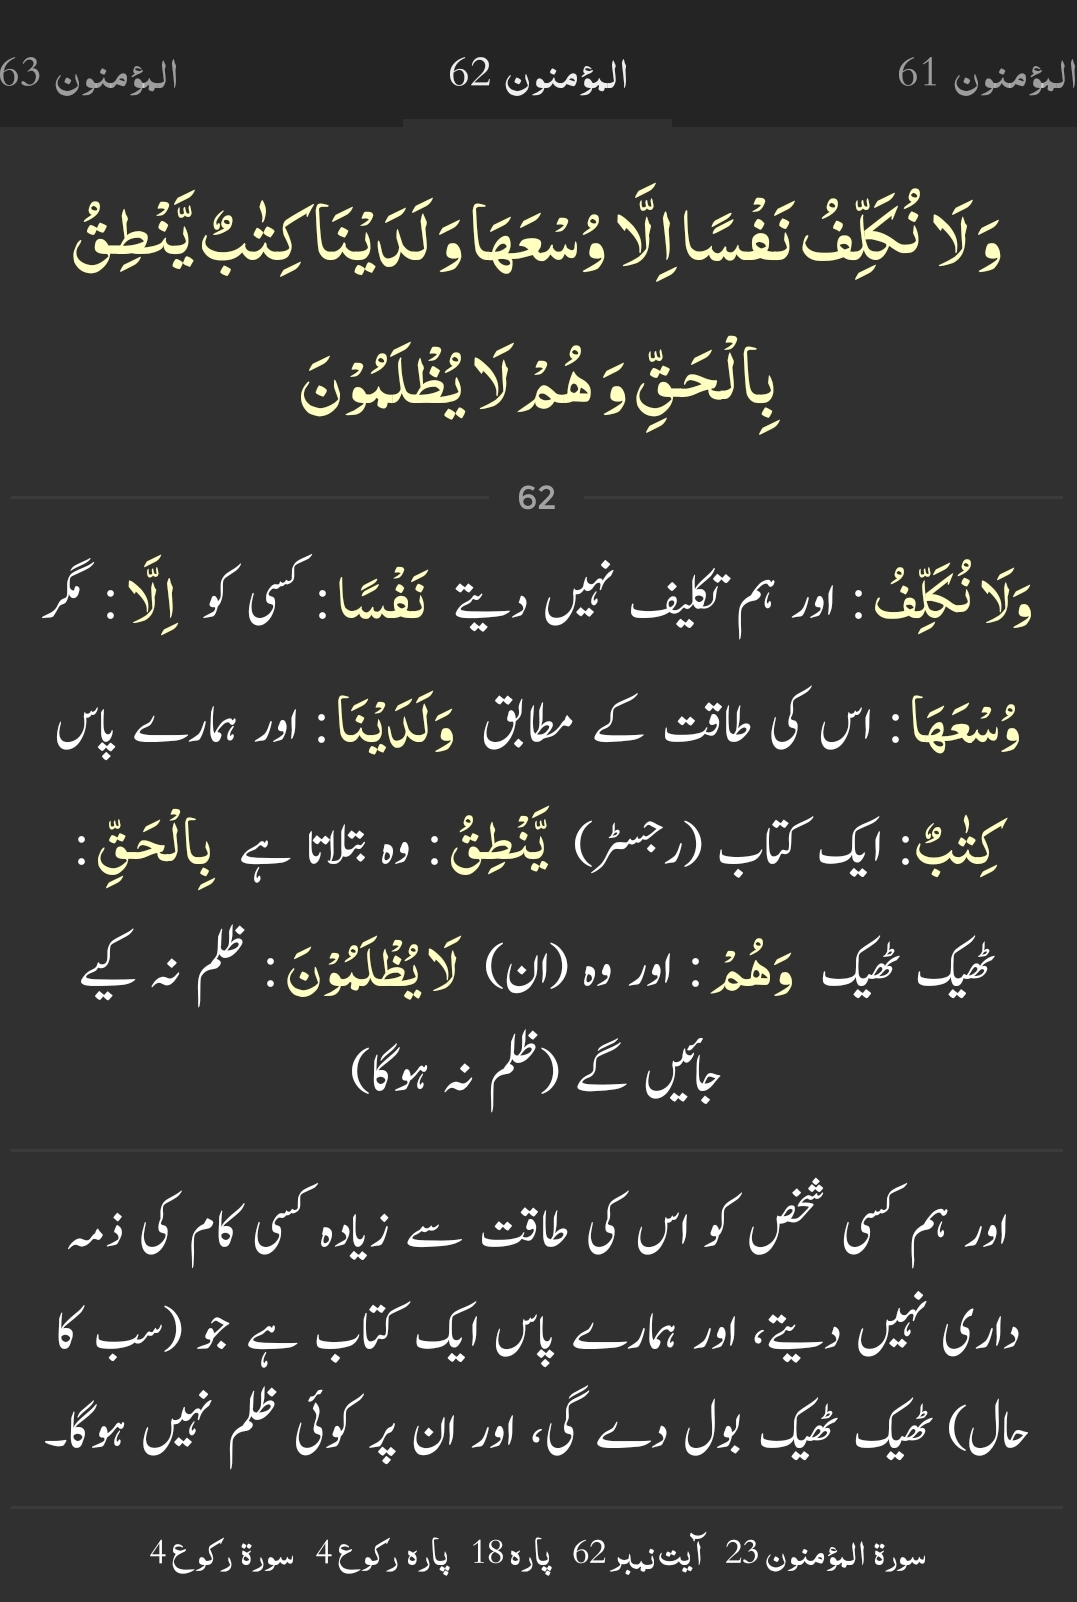 المؤمنون 61 المؤمنون 62 المؤمنون 63
وَ لَا نُكَلِّفُ نَفْسًا اِلَّا وُسْعَهَا وَ لَدَیْنَا كِتٰبٌ یَّنْطِقُ
بِالْحَقِّ وَ هُمْ لَا یُظْلَمُوْنَ
62
وَلَا نُكَلِّفُ : اور ہم تکلیف نہیں دیتے نَفْسًا : کسی کو اِلَّا : مگر
وُسْعَهَا : اس کی طاقت کے مطابق وَلَدَیْنَا : اور ہمارے پاس
كِتٰبٌ : ایک کتاب (رجسٹر) یَّنْطِقُ : وہ بتلاتا ہے بِالْحَقِّ :
ٹھیک ٹھیک وَهُمْ : اور وہ (ان) لَا یُظْلَمُوْنَ : ظلم نہ کیے
جائیں گے (ظلم نہ ہوگا)
اور ہم کسی شخص کو اس کی طاقت سے زیادہ کسی کام کی ذمہ
داری نہیں دیتے، اور ہمارے پاس ایک کتاب ہے جو (سب کا
حال) ٹھیک ٹھیک بول دے گی، اور ان پر کوئی ظلم نہیں ہوگا۔
سورۃ المؤمنون 23 آیت نمبر 62 پارہ 18 پارہ رکوع 4 سورۃ رکوع 4